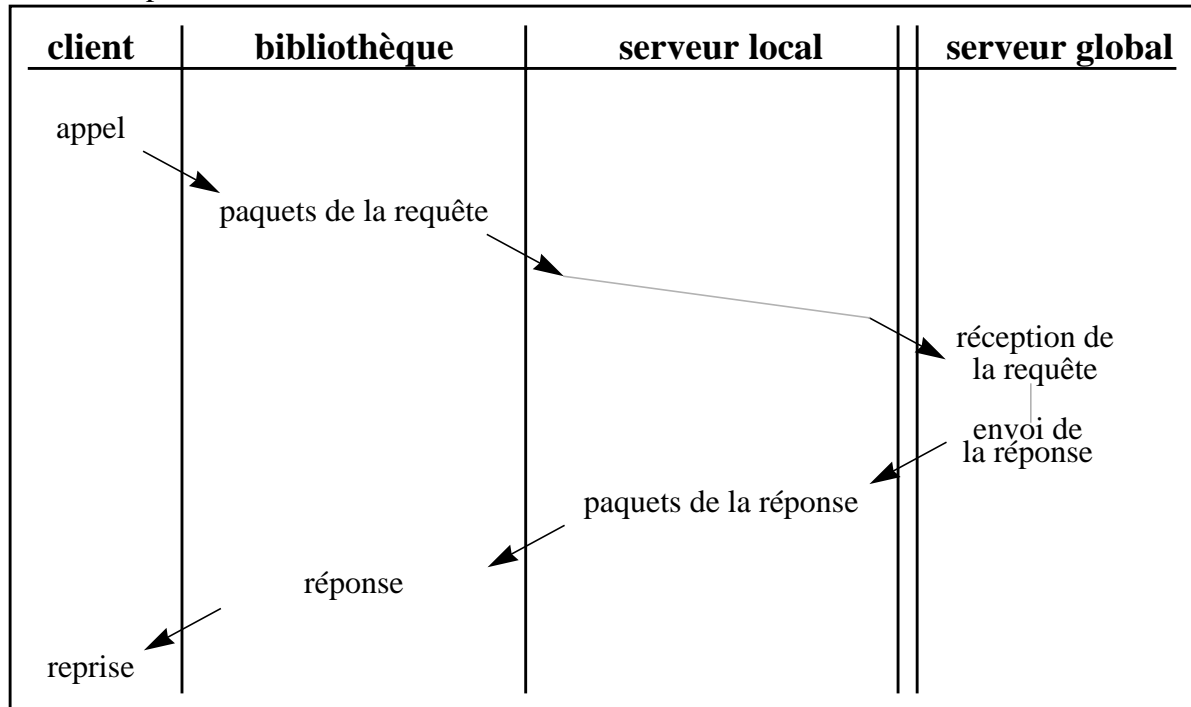 client bibliothèque serveur local serveur global
appel
paquets de la requête
réception de
la requête
envoi de
la réponse
paquets de la réponse
réponse
reprise